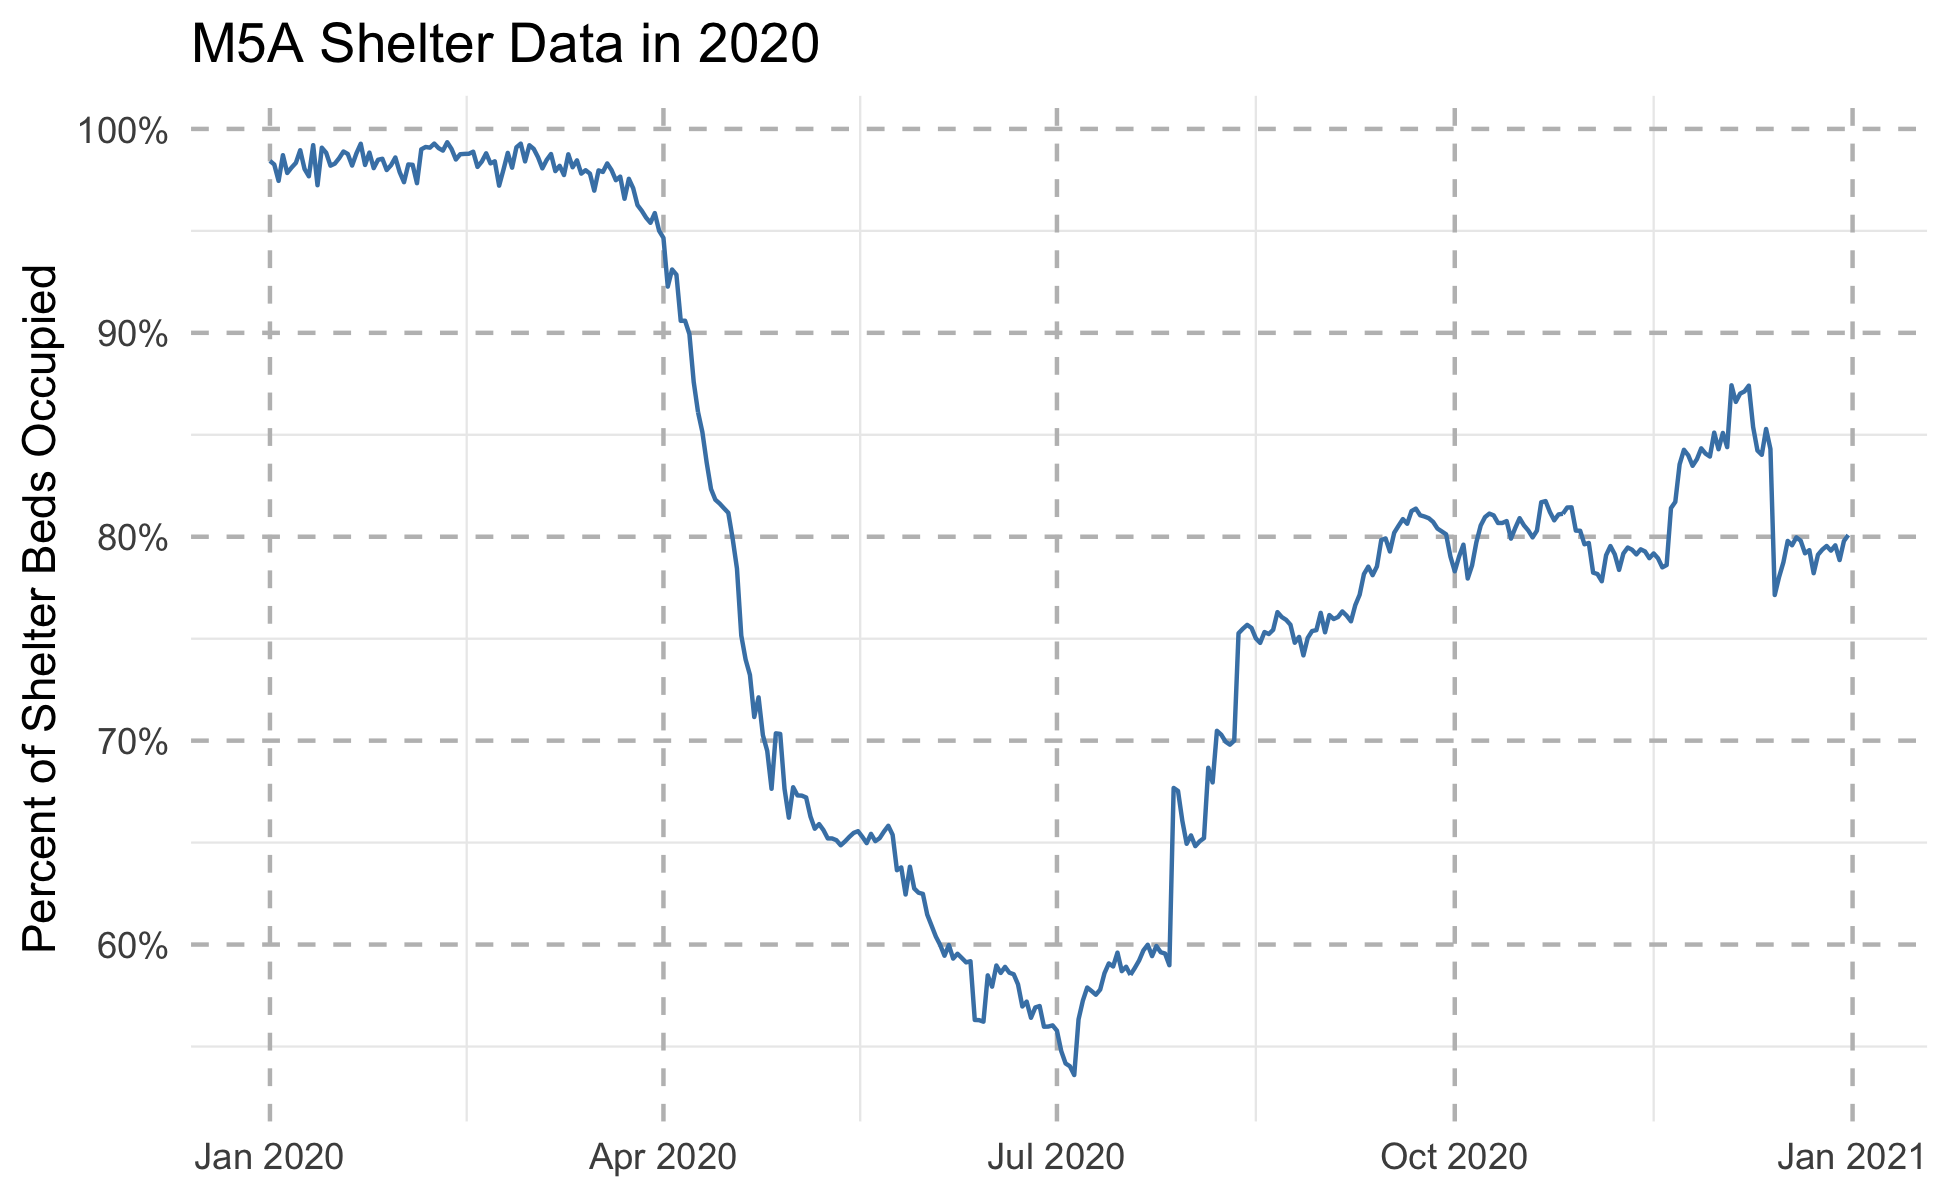 M5A Shelter Data in 2020
Percent of Shelter Beds Occupied
100%
90%
80%
70%
60%
Jan 2020
Apr 2020
Jul 2020
Oct 2020
Jan 2021